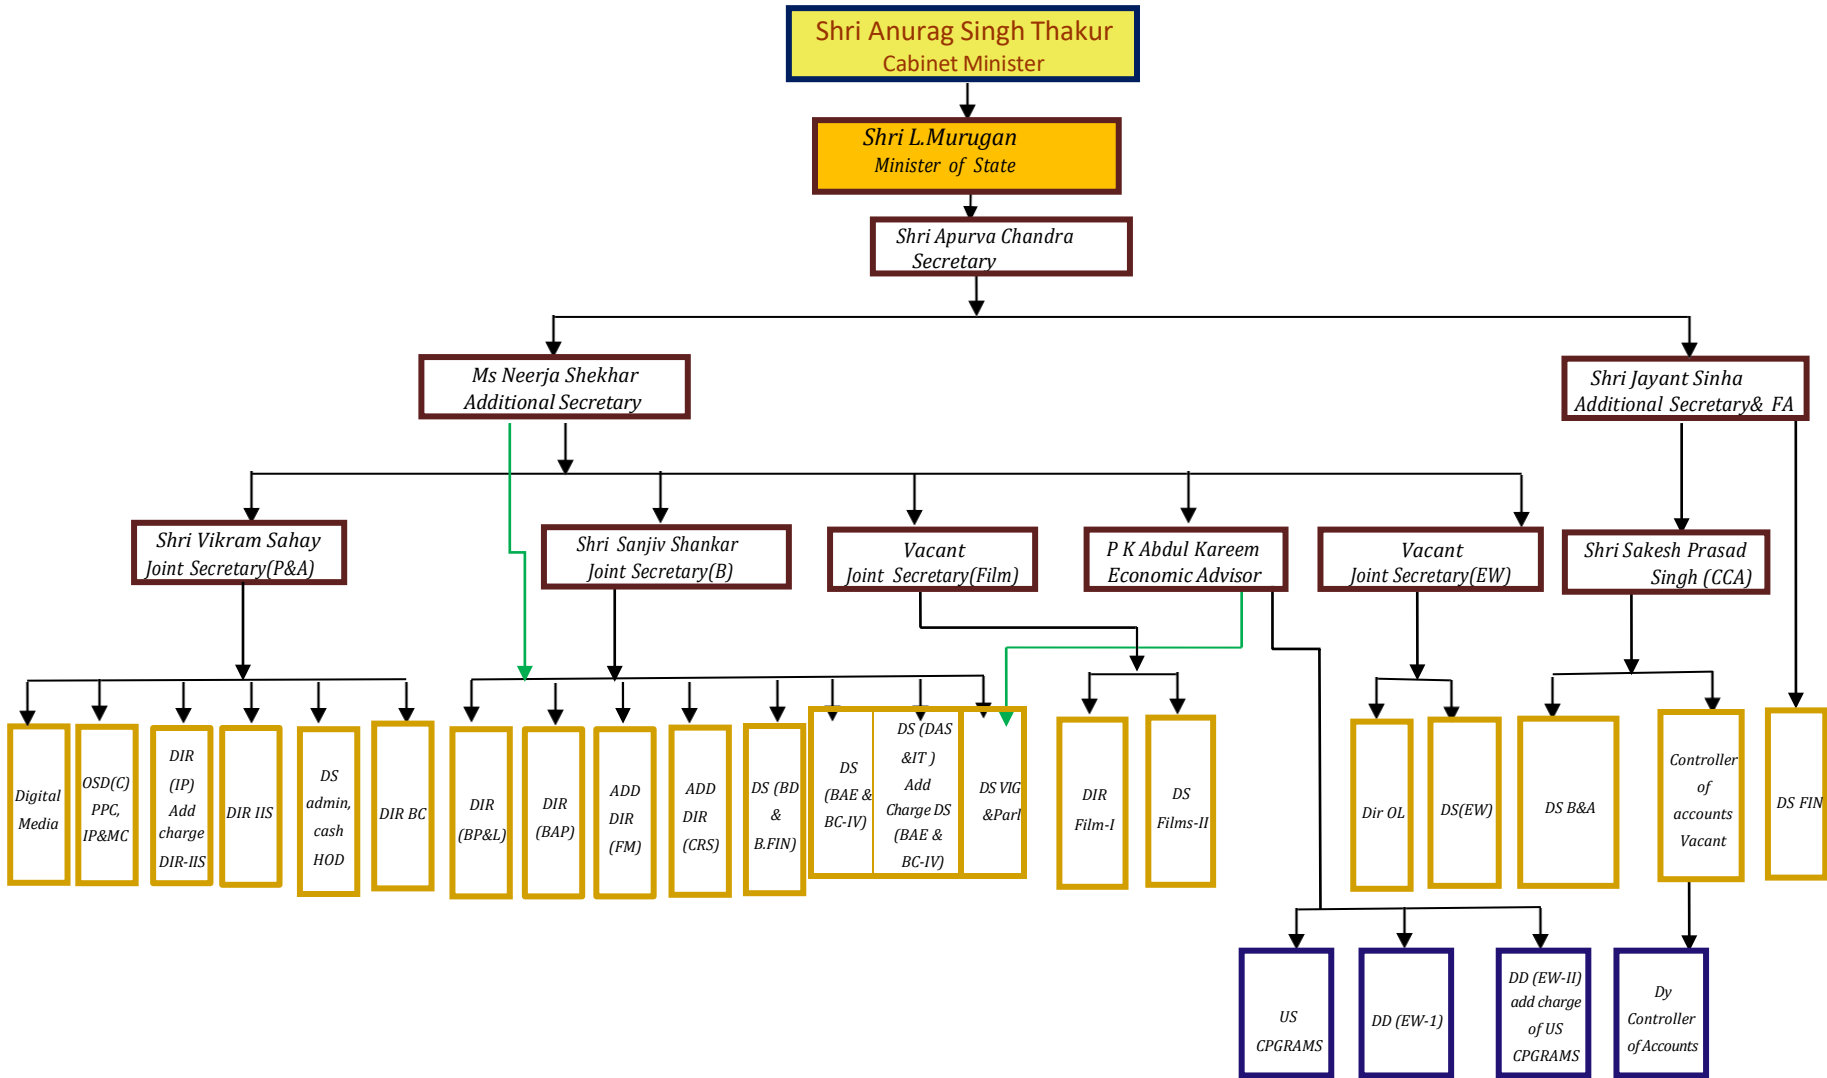 Shri Anurag Singh Thakur
Cabinet Minister
Shri L.Murugan
Minister of State
Shri Apurva Chandra
Secretary
Ms Neerja Shekhar
Additional Secretary
Shri Jayant Sinha
Additional Secretary& FA
Shri Vikram Sahay
Joint Secretary(P&A)
Shri Sanjiv Shankar
Joint Secretary(B)
Vacant
Joint Secretary(Film)
P K Abdul Kareem
Economic Advisor
Vacant
Joint Secretary(EW)
Shri Sakesh Prasad
Singh (CCA)
Digital
Media
OSD(C)
PPC,
IP&MC
DIR
(IP)
Add
charge
DIR-IIS
DIR IIS
DS
admin,
cash
HOD
DIR BC
DIR
(BP&L)
DIR
(BAP)
ADD
DIR
(FM)
ADD
DIR
(CRS)
DS (BD
&
B.FIN)
DS
(BAE &
BC-IV)
DS (DAS
&IT )
Add
Charge DS
(BAE &
BC-IV)
DS VIG
&Parl
DIR
Film-I
DS
Films-II
Dir OL
DS(EW)
DS B&A
Controller
of
accounts
Vacant
DS FIN
US
CPGRAMS
DD (EW-1)
DD (EW-II)
add charge
of US
CPGRAMS
Dy
Controller
of Accounts